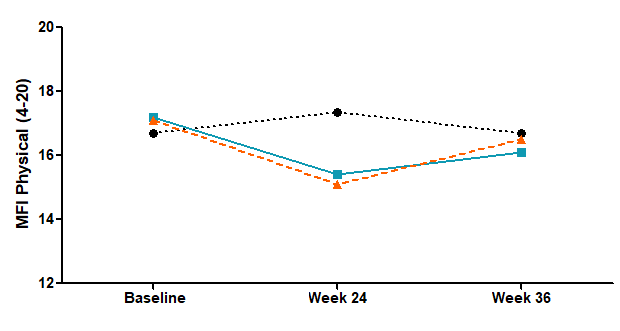 20
18
16
14
12
MFI Physical (4-20)
Baseline
Week 24
Week 36